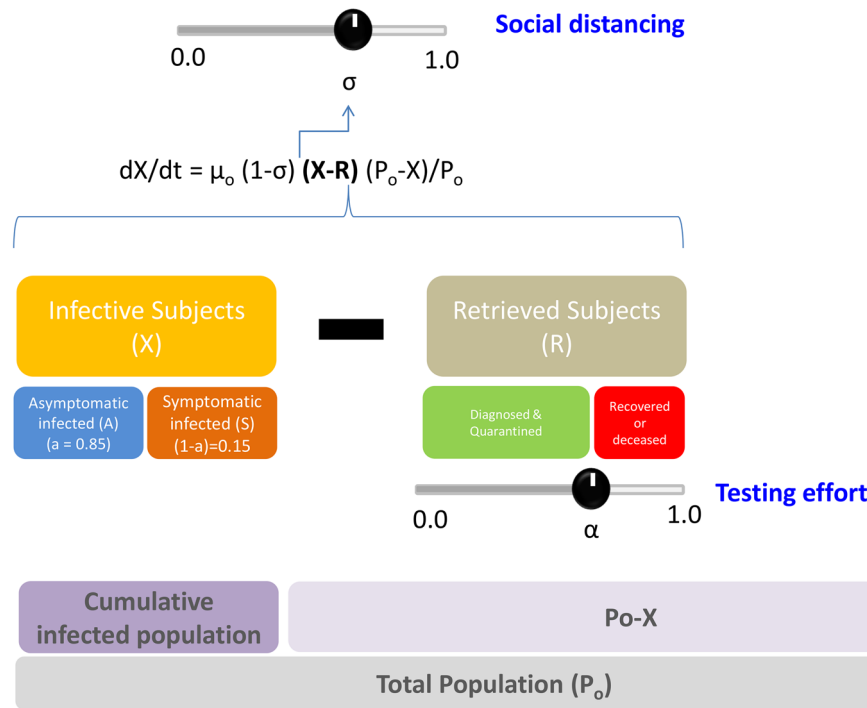 Social distancing
0.0
1.0
σ
dX/dt = μₒ (1-σ) (X-R) (Pₒ-X)/Pₒ
Infective Subjects
(X)
Retrieved Subjects
(R)
Asymptomatic
infected (A)
(a = 0.85)
Symptomatic
infected (S)
(1-a)=0.15
Diagnosed &
Quarantined
Recovered
or
deceased
Testing effort
0.0
1.0
α
Cumulative
infected population
Po-X
Total Population (Pₒ)